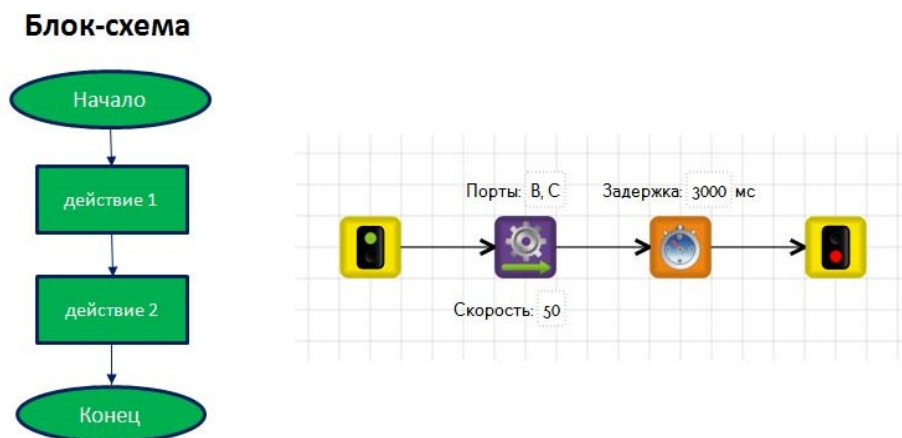 Блок-схема
Начало
действие 1
действие 2
Конец
Порты: B, C
Задержка: 3000 мс
Скорость: 50